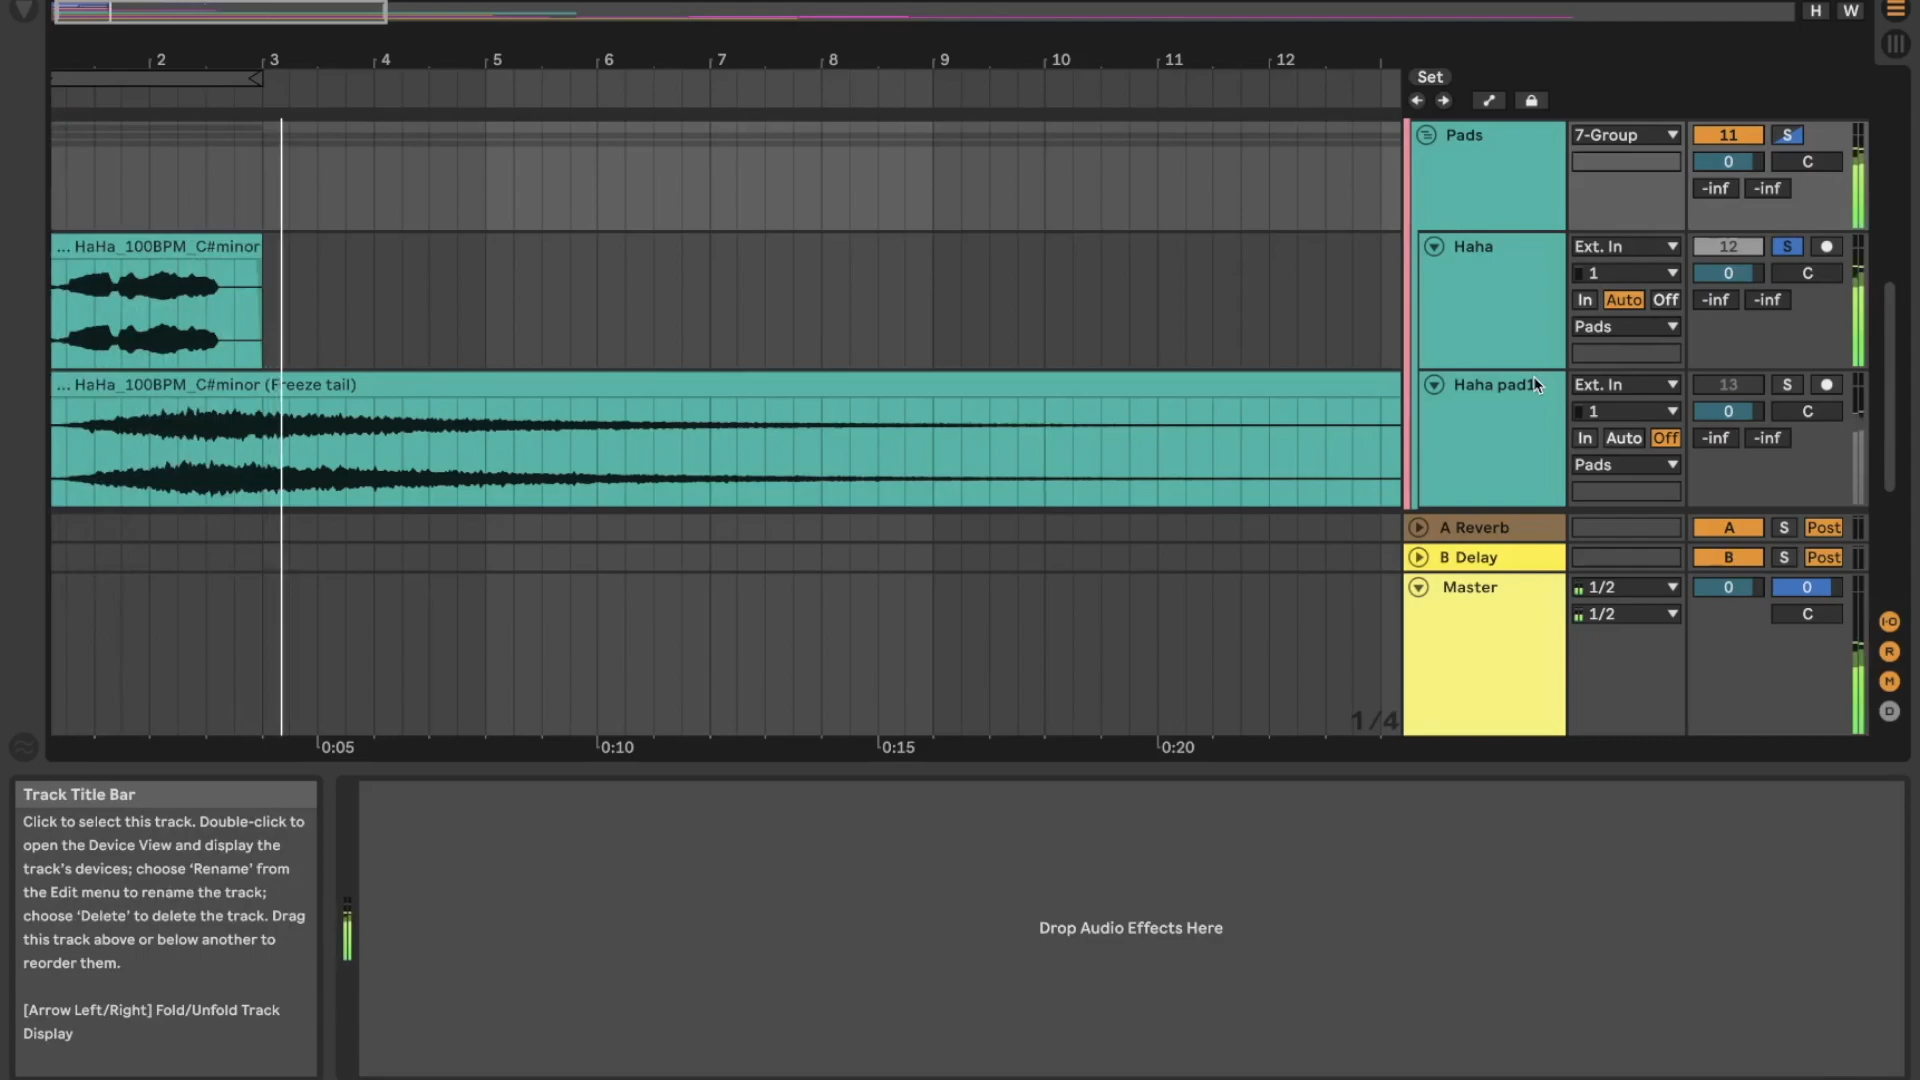 H W
2 3 4 5 6 7 8 9 10 11 12
Set
Pads 7-Group 11 S
0 C
-inf -inf
... HaHa_100BPM_C#minor Haha Ext. In 12 S
1 0 C
In Auto Off -inf -inf
Pads
... HaHa_100BPM_C#minor (Freeze tail) Haha pad1 Ext. In 13 S
1 0 C
In Auto Off -inf -inf
Pads
A Reverb A S Post
B Delay B S Post
Master 1/2 0 0
1/2 C
I·O
R
M
D
1/4
0:05 0:10 0:15 0:20
Track Title Bar
Click to select this track. Double-click to
open the Device View and display the
track's devices; choose ‘Rename’ from
the Edit menu to rename the track;
choose ‘Delete’ to delete the track. Drag
this track above or below another to
reorder them.
[Arrow Left/Right] Fold/Unfold Track
Display
Drop Audio Effects Here